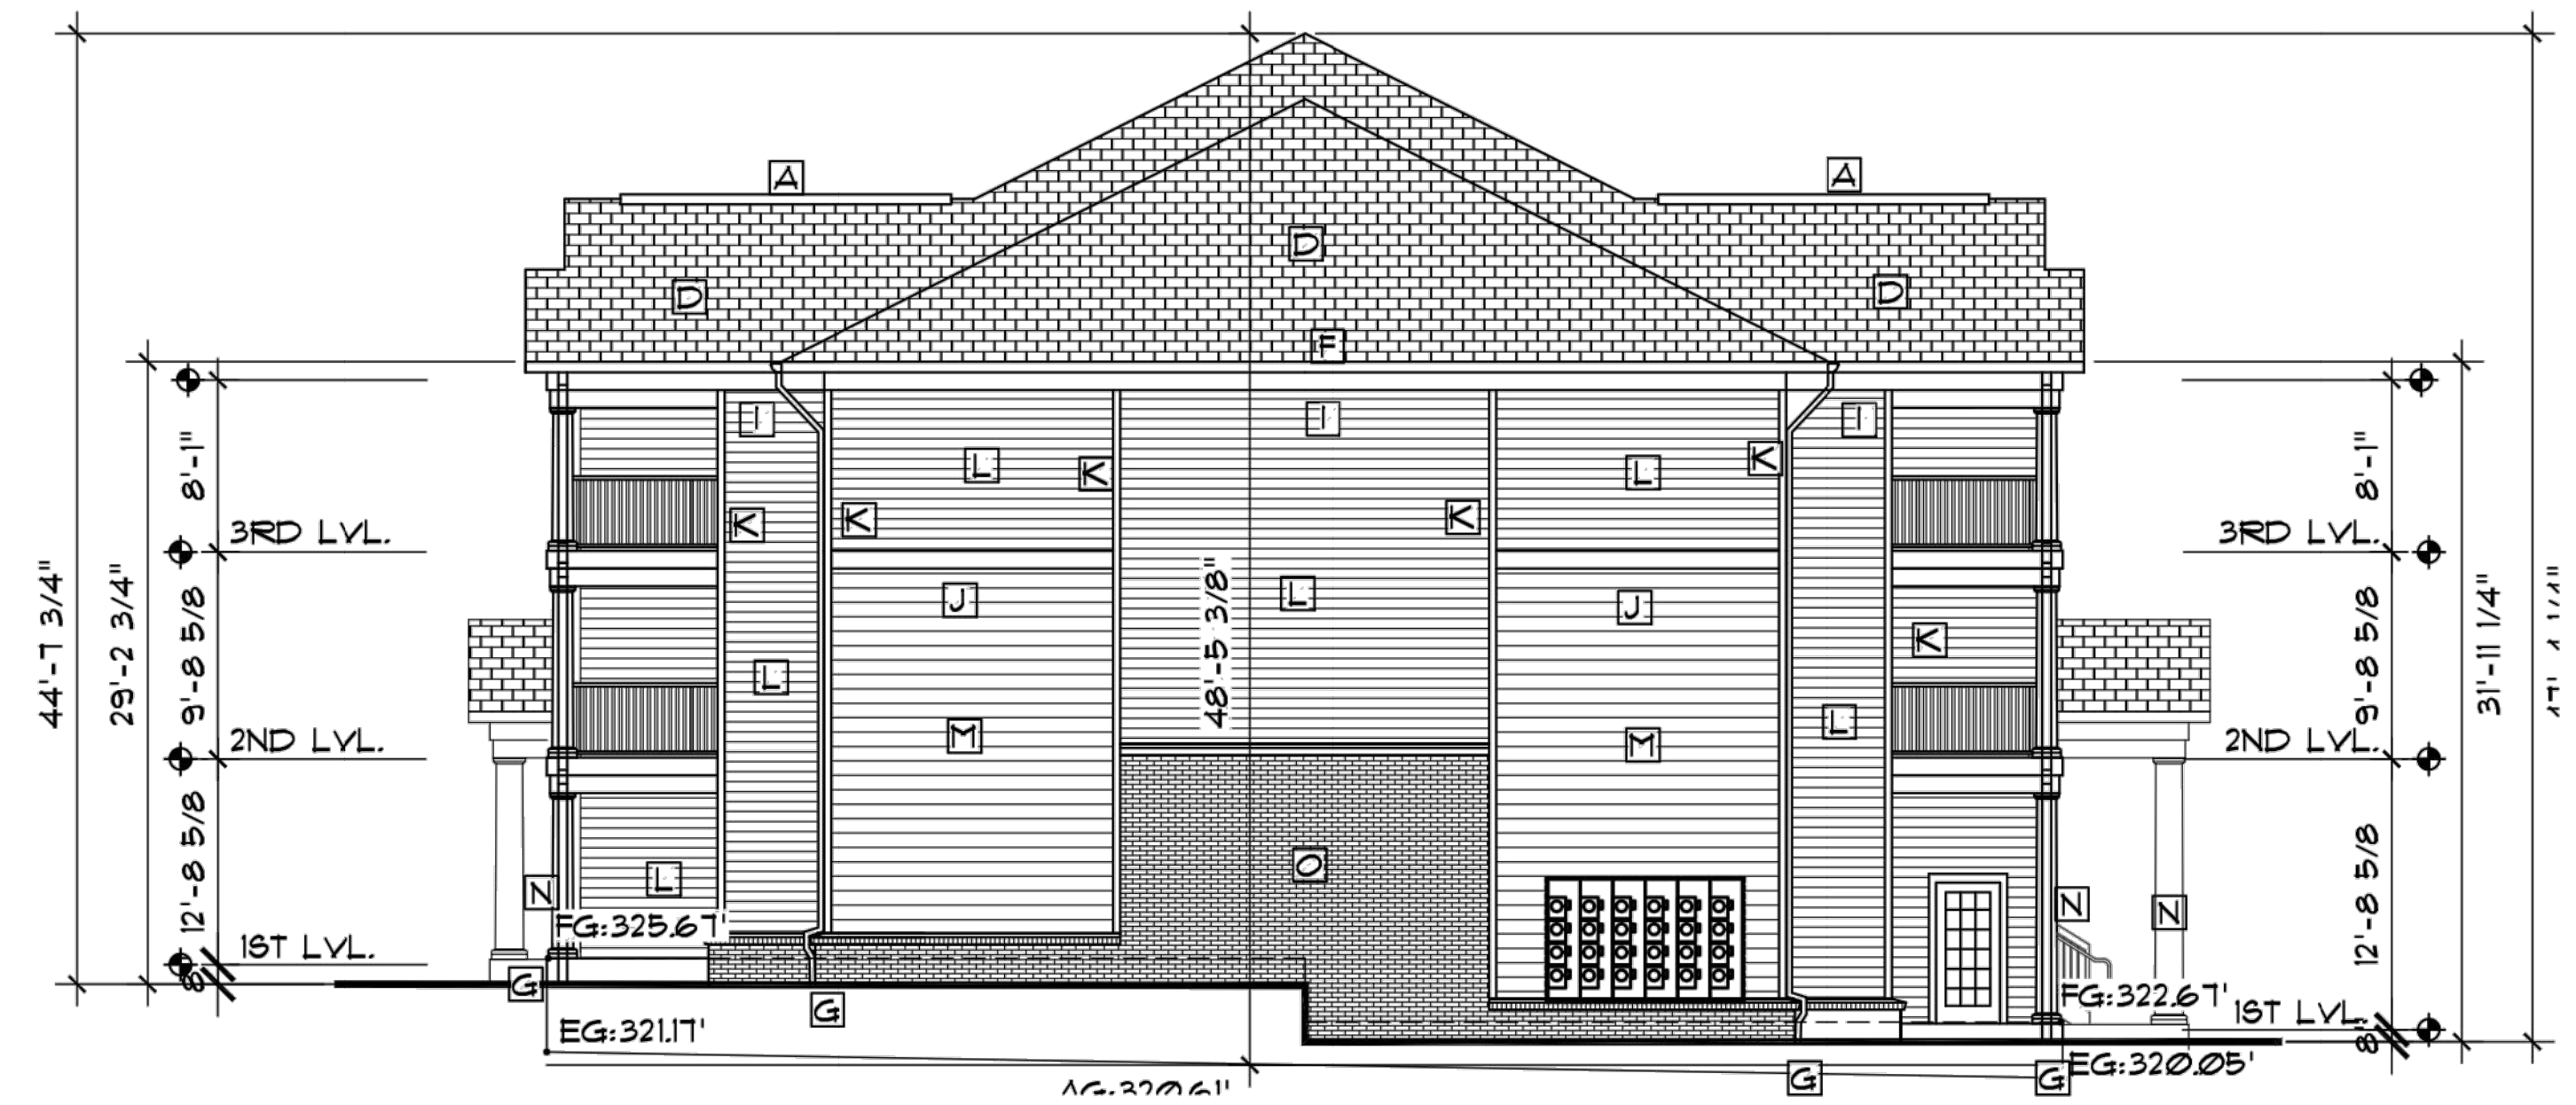 A
A
D
D
D
F
I
I
I
L
K
L
K
K
K
K
8'-1"
8'-1"
3RD LVL.
3RD LVL.
44'-7 3/4"
29'-2 3/4"
9'-8 5/8
48'-5 3/8"
J
L
J
K
9'-8 5/8
31'-11 1/4"
L
M
M
L
2ND LVL.
2ND LVL.
12'-8 5/8
L
N
O
N
N
12'-8 5/8
FG:325.67'
1ST LVL.
8"
G
G
FG:322.67'
1ST LVL.
8"
EG:321.17'
G
G
EG:320.05'
AG:320.61'